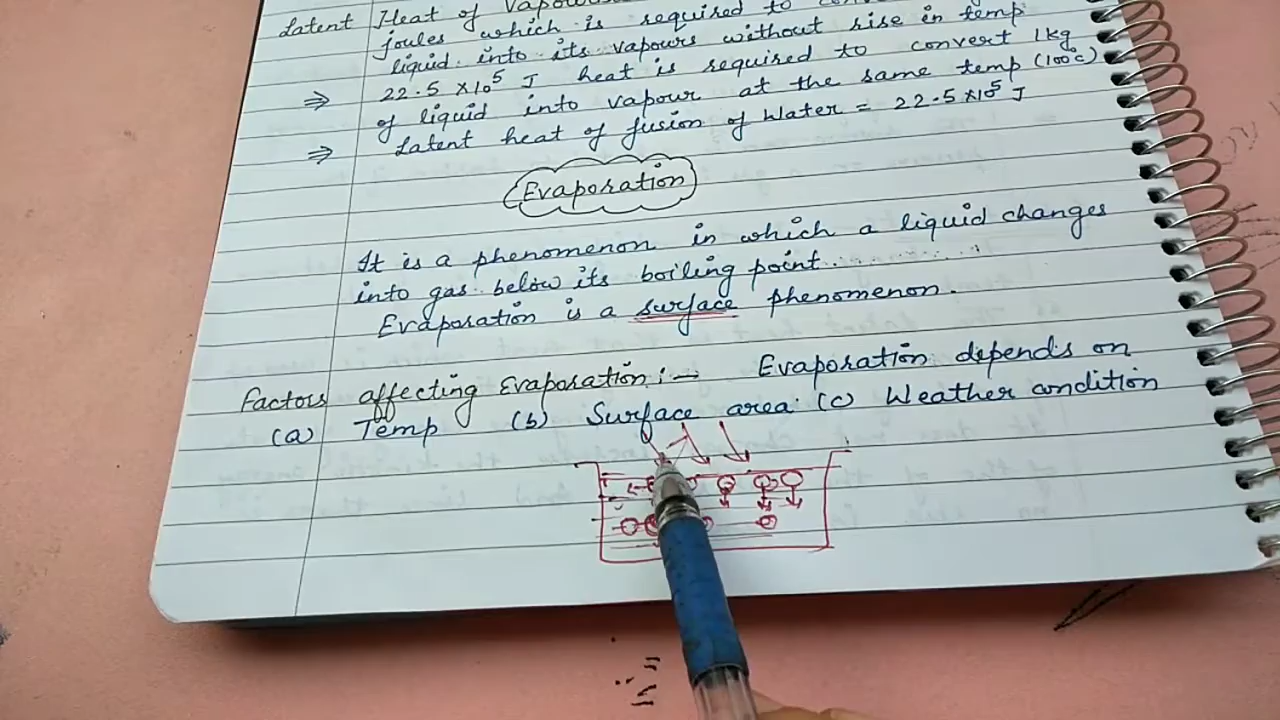 Latent Heat of
joules which is required to
liquid into its vapours without rise in temp
⇒ 22.5 × 10⁵ J heat is required to convert 1kg
of liquid into vapour at the same temp (100°c)
⇒ Latent heat of fusion of Water = 22.5 × 10⁵ J
Evaporation
It is a phenomenon in which a liquid changes
into gas below its boiling point..........
Evaporation is a surface phenomenon.
Factors affecting Evaporation:- Evaporation depends on
(a) Temp (b) Surface area (c) Weather condition